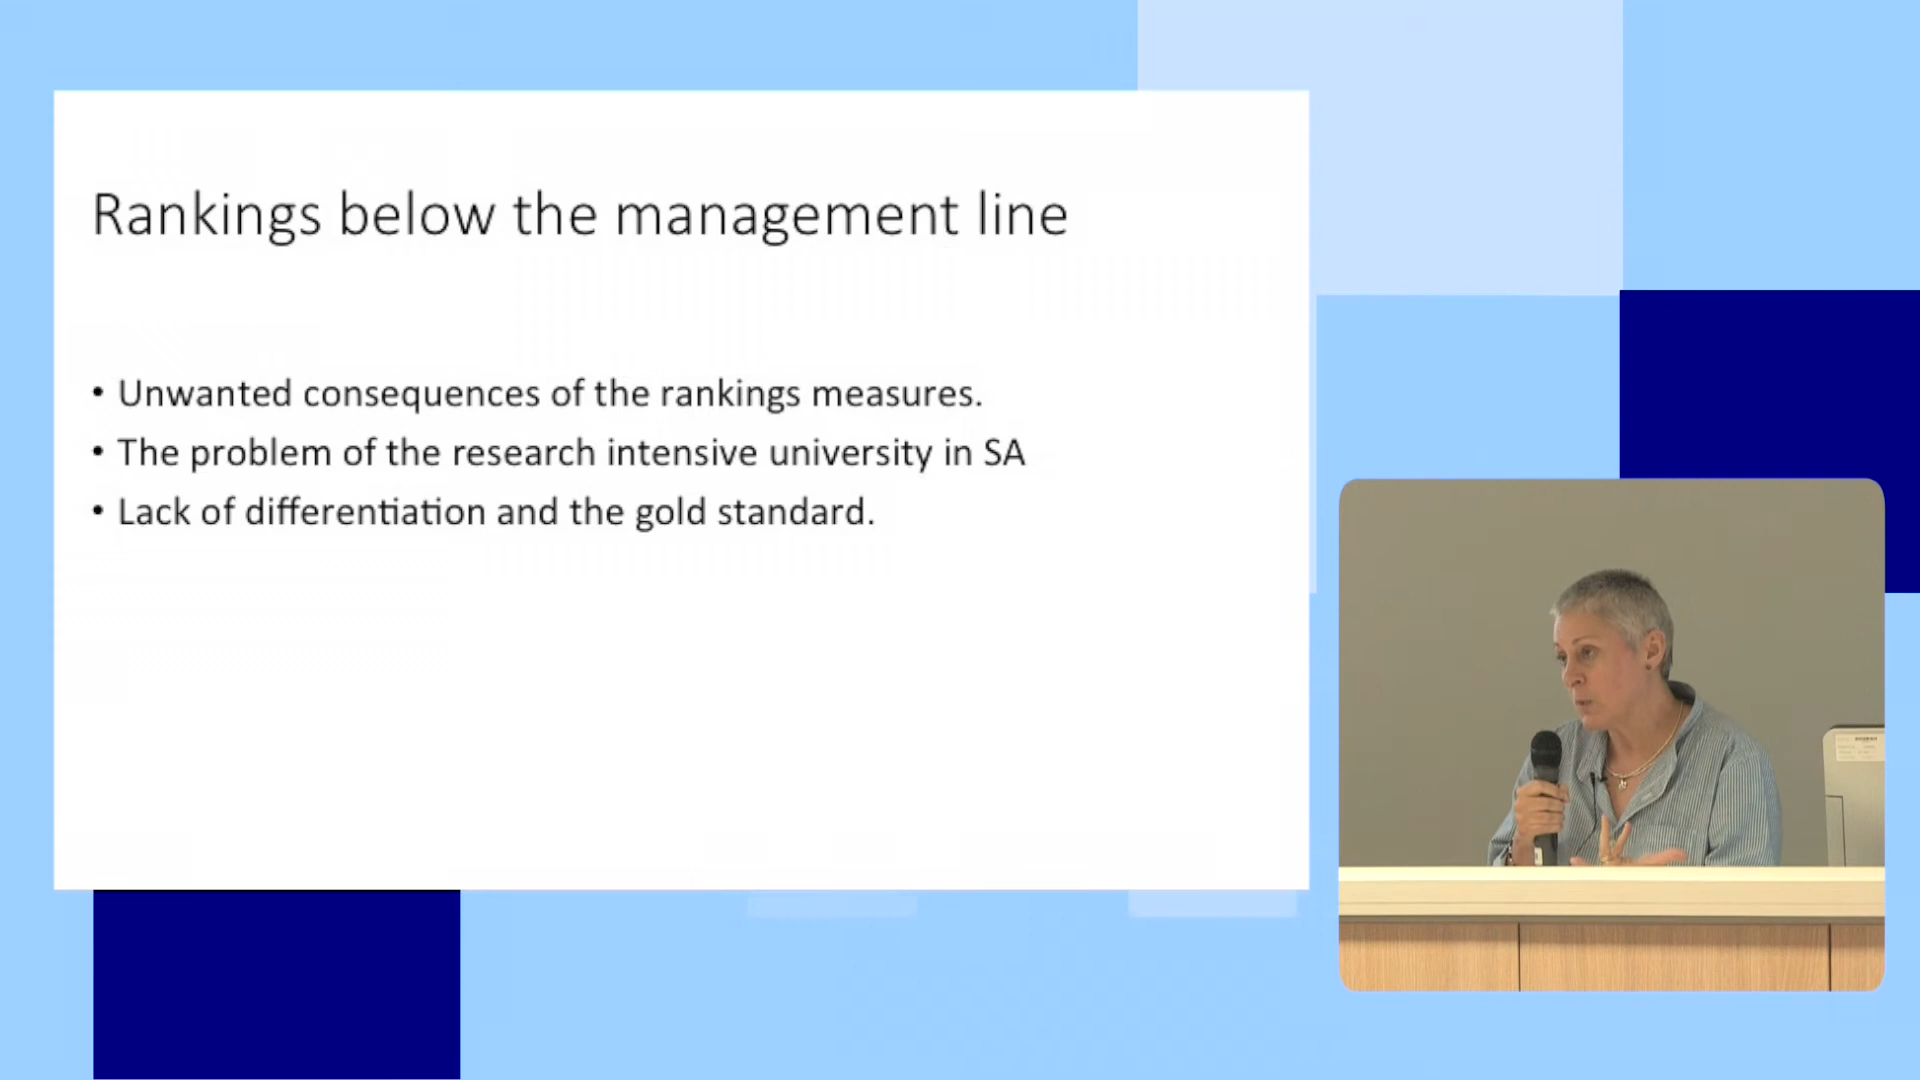 Rankings below the management line
• Unwanted consequences of the rankings measures.
• The problem of the research intensive university in SA
• Lack of differentiation and the gold standard.